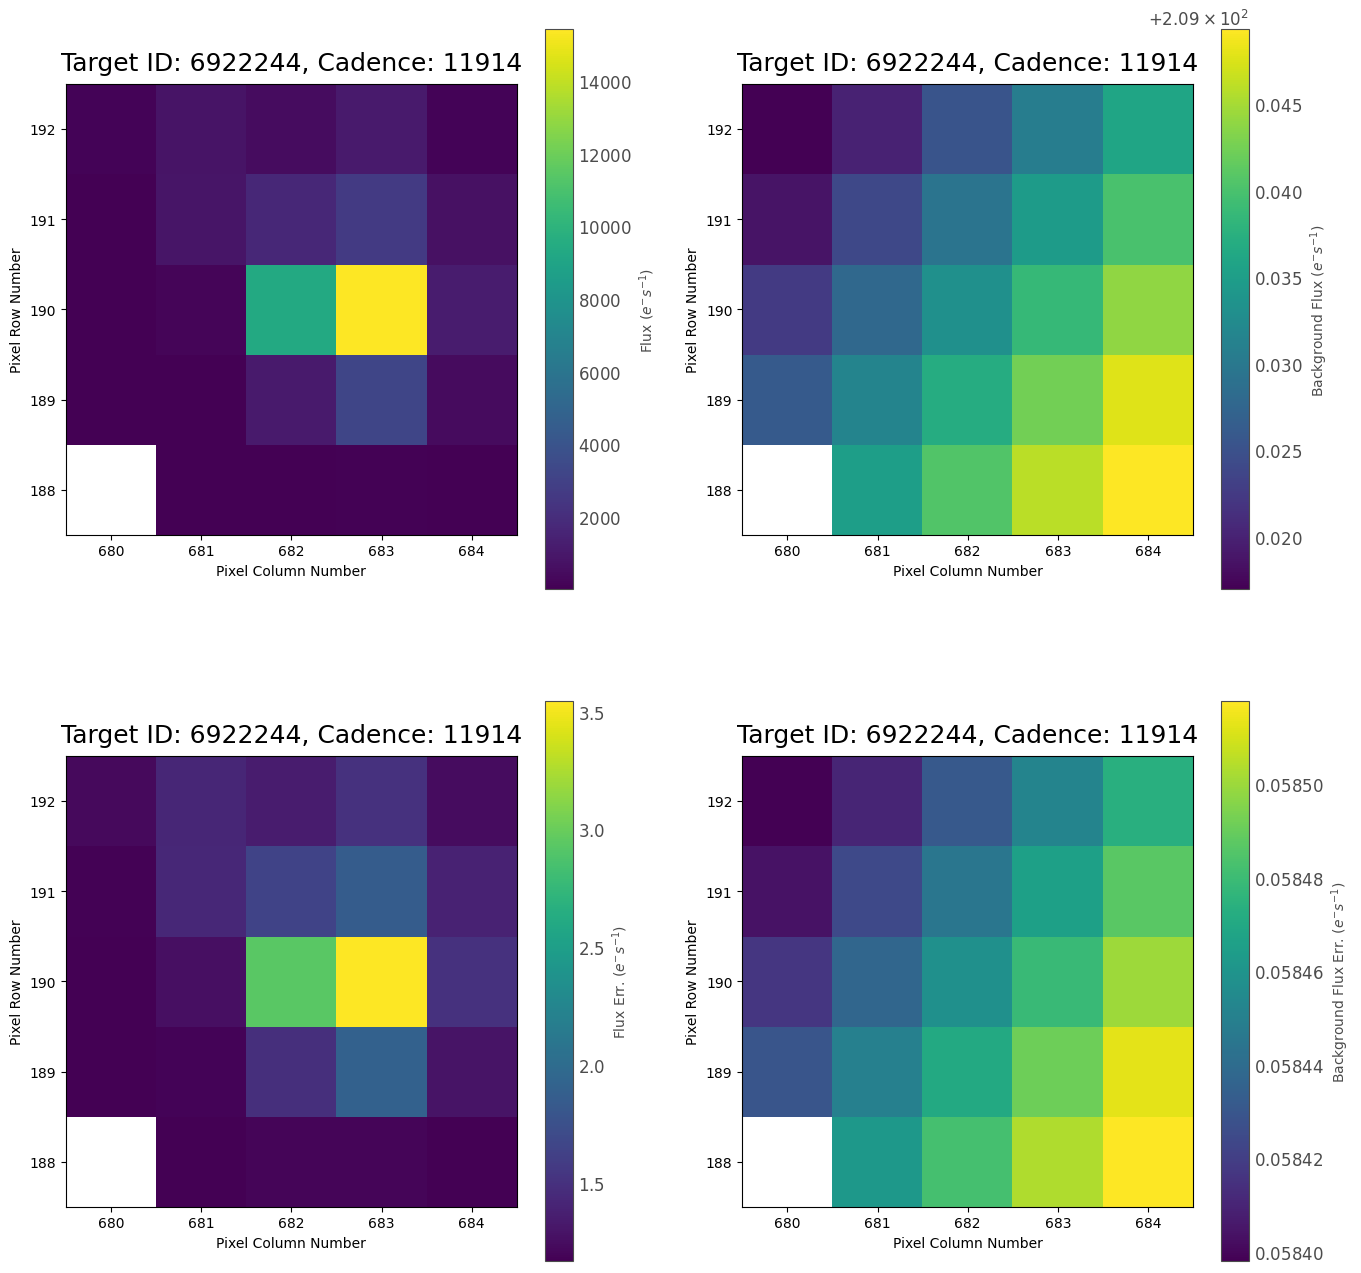 Target ID: 6922244, Cadence: 11914
192
191
190
189
188
Pixel Row Number
680 681 682 683 684
Pixel Column Number
14000
12000
10000
8000
6000
4000
2000
Flux (e⁻s⁻¹)
+2.09 × 10²
Target ID: 6922244, Cadence: 11914
192
191
190
189
188
Pixel Row Number
680 681 682 683 684
Pixel Column Number
0.045
0.040
0.035
0.030
0.025
0.020
Background Flux (e⁻s⁻¹)
Target ID: 6922244, Cadence: 11914
192
191
190
189
188
Pixel Row Number
680 681 682 683 684
Pixel Column Number
3.5
3.0
2.5
2.0
1.5
Flux Err. (e⁻s⁻¹)
Target ID: 6922244, Cadence: 11914
192
191
190
189
188
Pixel Row Number
680 681 682 683 684
Pixel Column Number
0.05850
0.05848
0.05846
0.05844
0.05842
0.05840
Background Flux Err. (e⁻s⁻¹)